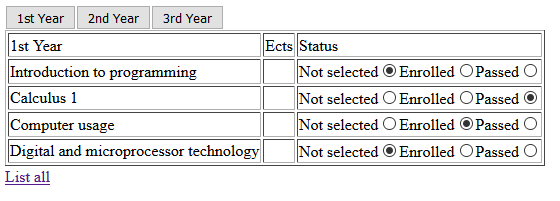 1st Year 2nd Year 3rd Year
1st Year Ects Status
Introduction to programming Not selected Enrolled Passed
Calculus 1 Not selected Enrolled Passed
Computer usage Not selected Enrolled Passed
Digital and microprocessor technology Not selected Enrolled Passed
List all